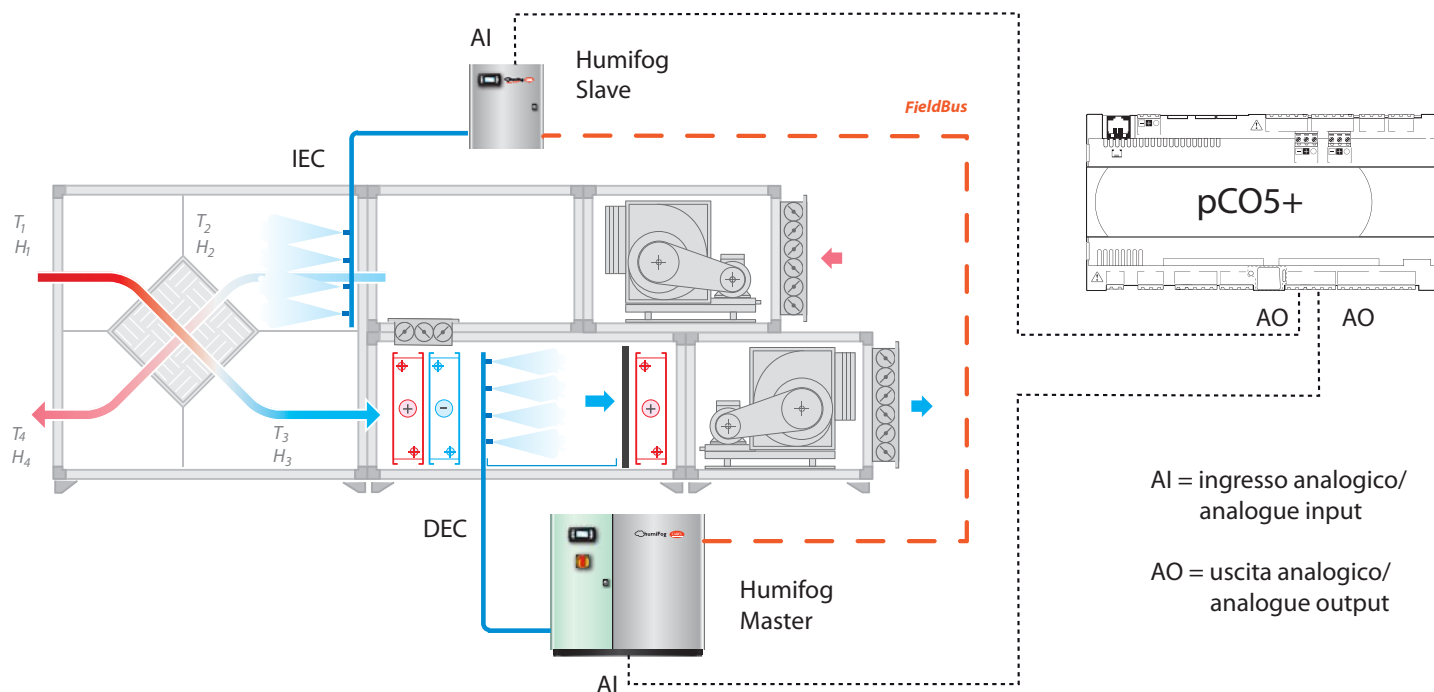 AI
Humifog
Slave
FieldBus
IEC
T1
H1
T2
H2
pCO5+
AO
AO
T4
H4
T3
H3
DEC
humiFog
Humifog
Master
AI
AI = ingresso analogico/
analogue input
AO = uscita analogico/
analogue output